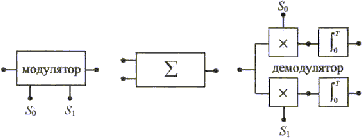 S₀
модулятор
Σ
×
∫₀ᵀ
демодулятор
×
∫₀ᵀ
S₀
S₁
S₁